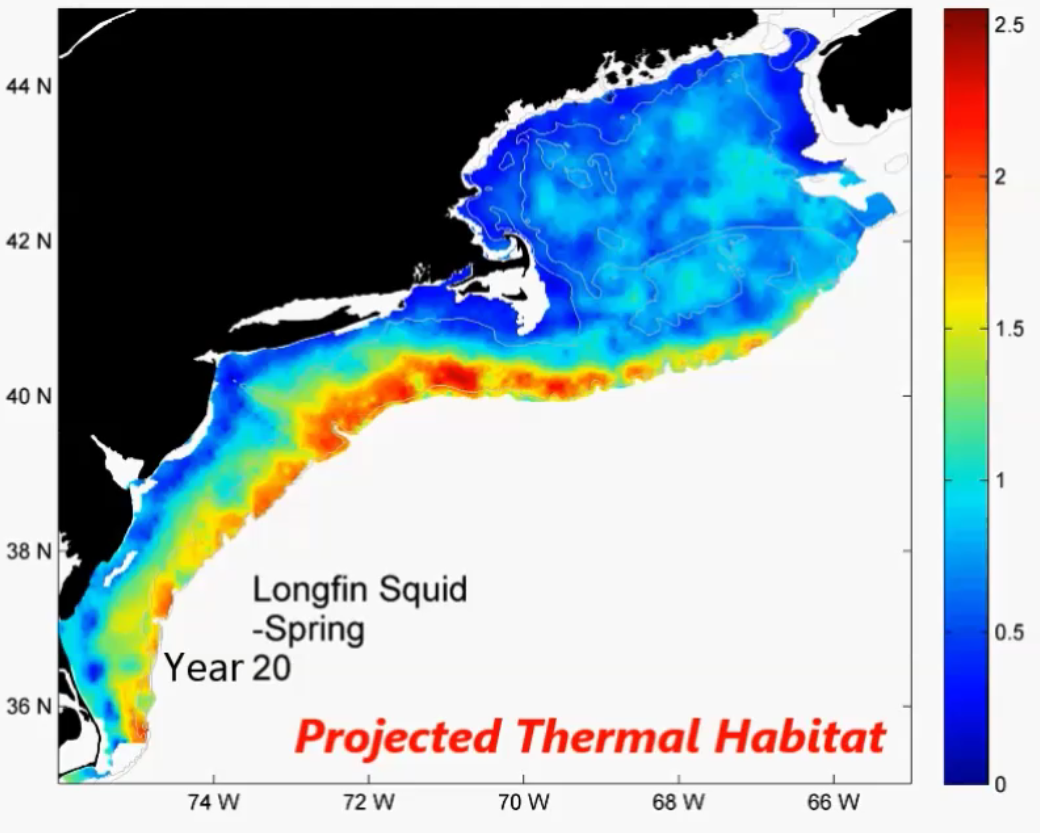 44 N
42 N
40 N
38 N
36 N
74 W
72 W
70 W
68 W
66 W
2.5
2
1.5
1
0.5
0
Longfin Squid
-Spring
Year 20
Projected Thermal Habitat